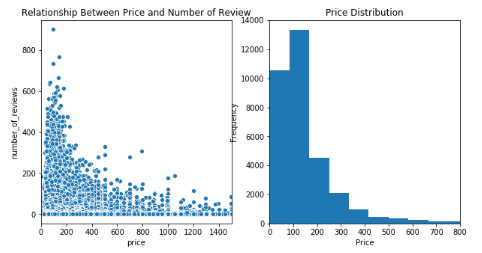 Relationship Between Price and Number of Review
number_of_reviews
800
600
400
200
0
0 200 400 600 800 1000 1200 1400
price
Price Distribution
Frequency
14000
12000
10000
8000
6000
4000
2000
0
0 100 200 300 400 500 600 700 800
Price